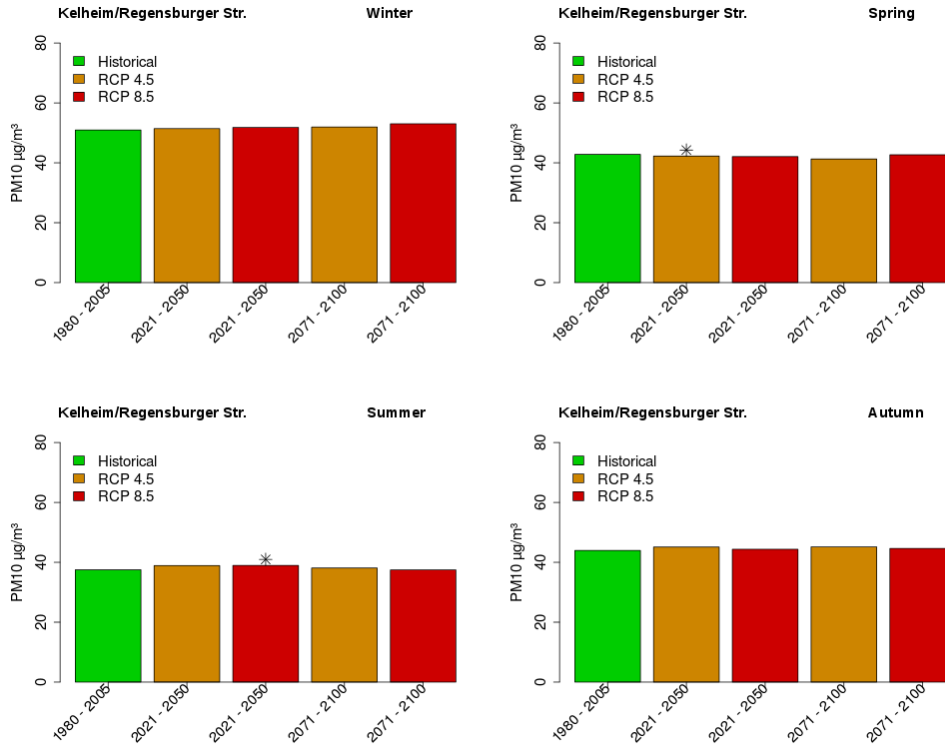 Kelheim/Regensburger Str. Winter
80
60
40
20
0
PM10 µg/m³
Historical
RCP 4.5
RCP 8.5
1980 - 2005
2021 - 2050
2021 - 2050
2071 - 2100
2071 - 2100
Kelheim/Regensburger Str. Spring
80
60
40
20
0
PM10 µg/m³
Historical
RCP 4.5
RCP 8.5
*
1980 - 2005
2021 - 2050
2021 - 2050
2071 - 2100
2071 - 2100
Kelheim/Regensburger Str. Summer
80
60
40
20
0
PM10 µg/m³
Historical
RCP 4.5
RCP 8.5
*
1980 - 2005
2021 - 2050
2021 - 2050
2071 - 2100
2071 - 2100
Kelheim/Regensburger Str. Autumn
80
60
40
20
0
PM10 µg/m³
Historical
RCP 4.5
RCP 8.5
1980 - 2005
2021 - 2050
2021 - 2050
2071 - 2100
2071 - 2100